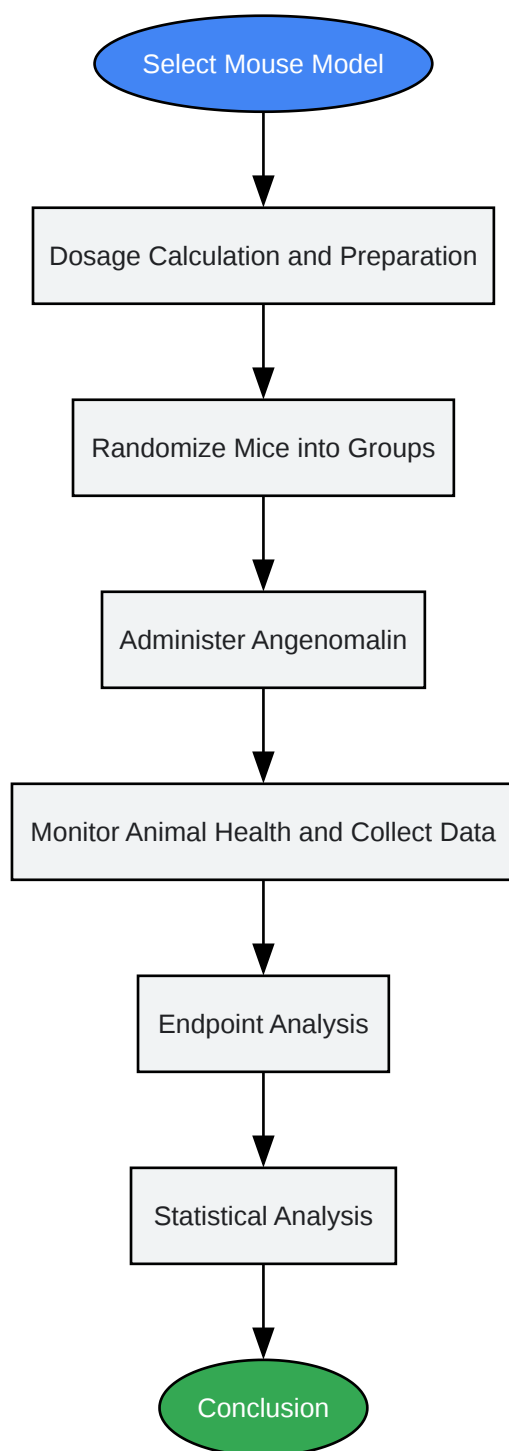 Select Mouse Model
Dosage Calculation and Preparation
Randomize Mice into Groups
Administer Angenomalin
Monitor Animal Health and Collect Data
Endpoint Analysis
Statistical Analysis
Conclusion